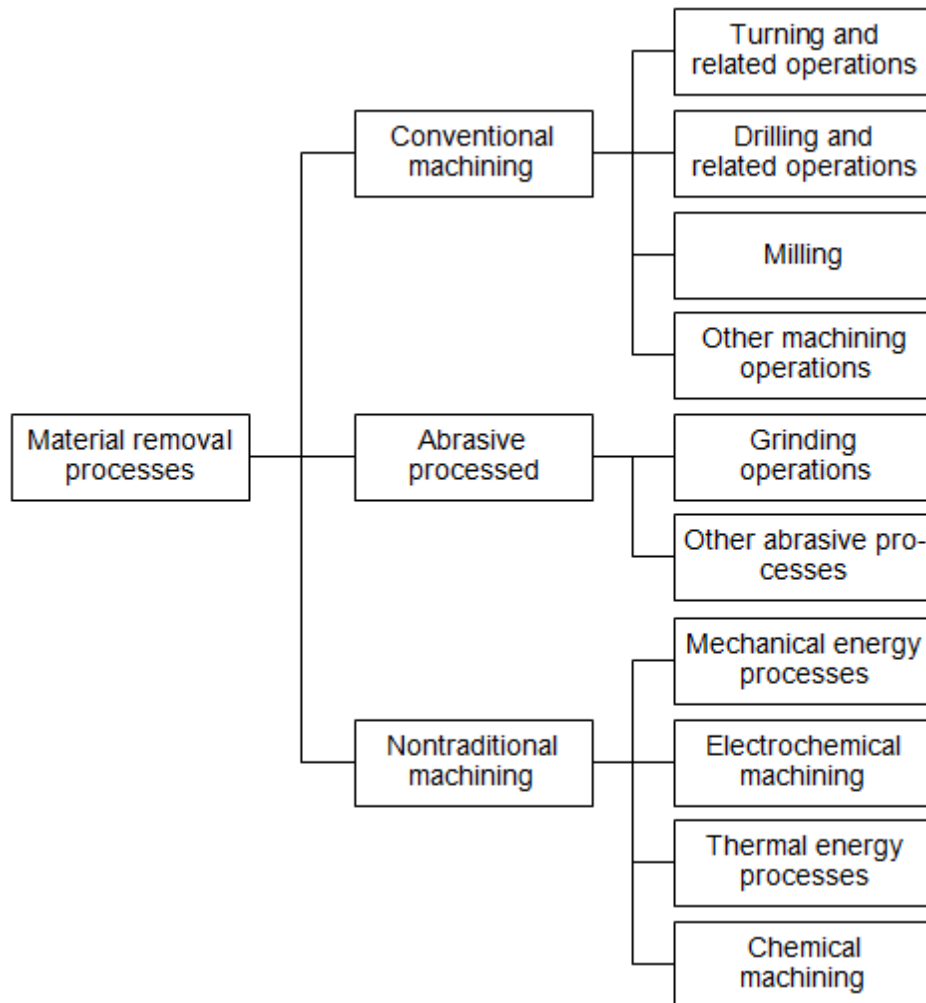 Turning and
related operations
Conventional
machining
Drilling and
related operations
Milling
Other machining
operations
Material removal
processes
Abrasive
processed
Grinding
operations
Other abrasive pro-
cesses
Mechanical energy
processes
Nontraditional
machining
Electrochemical
machining
Thermal energy
processes
Chemical
machining